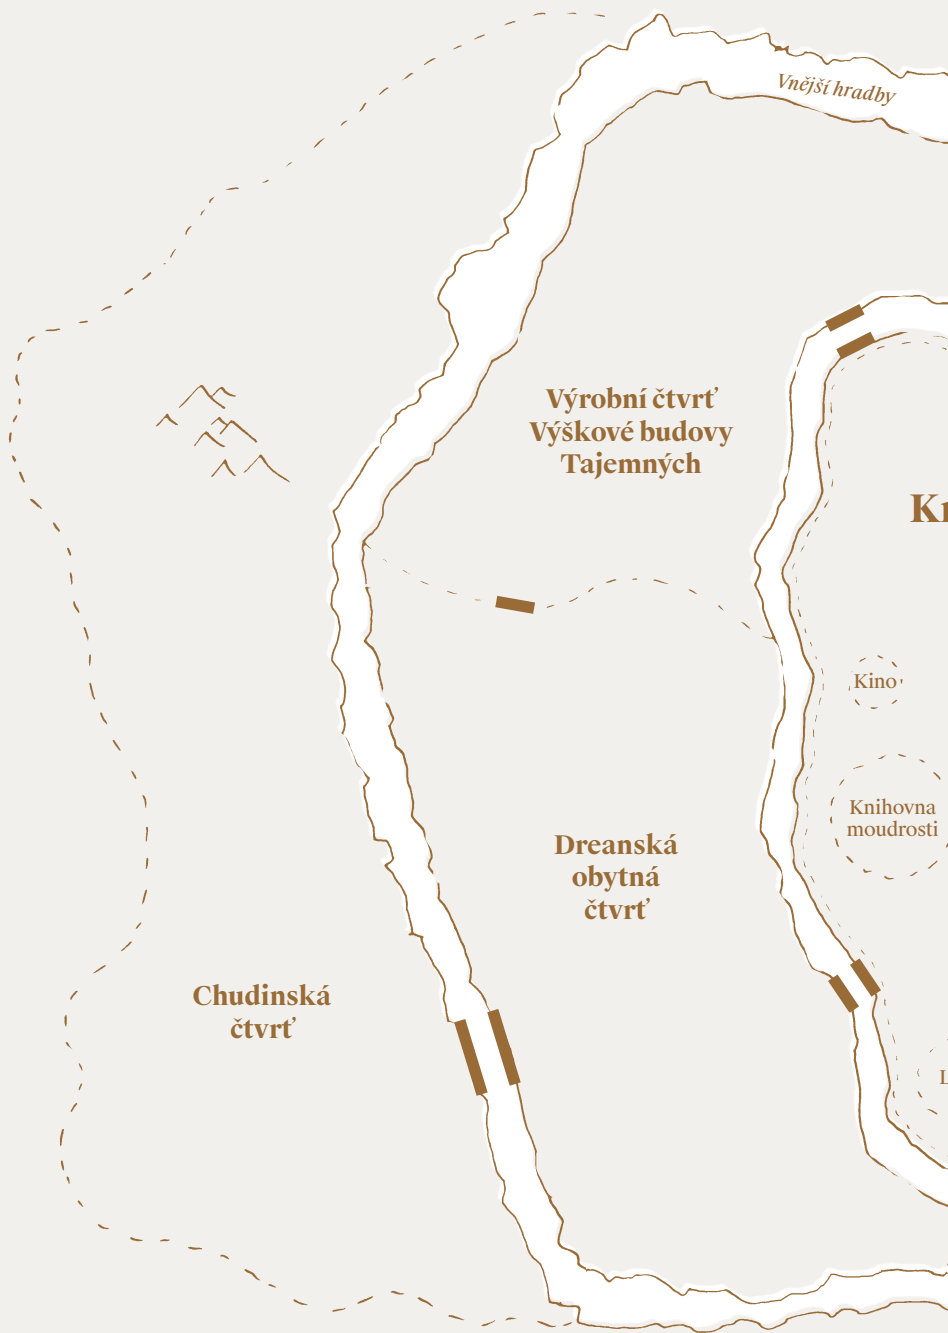 Vnější hradby
Výrobní čtvrť
Výškové budovy
Tajemných
Kino
Knihovna
moudrosti
Dreanská
obytná
čtvrť
Chudinská
čtvrť